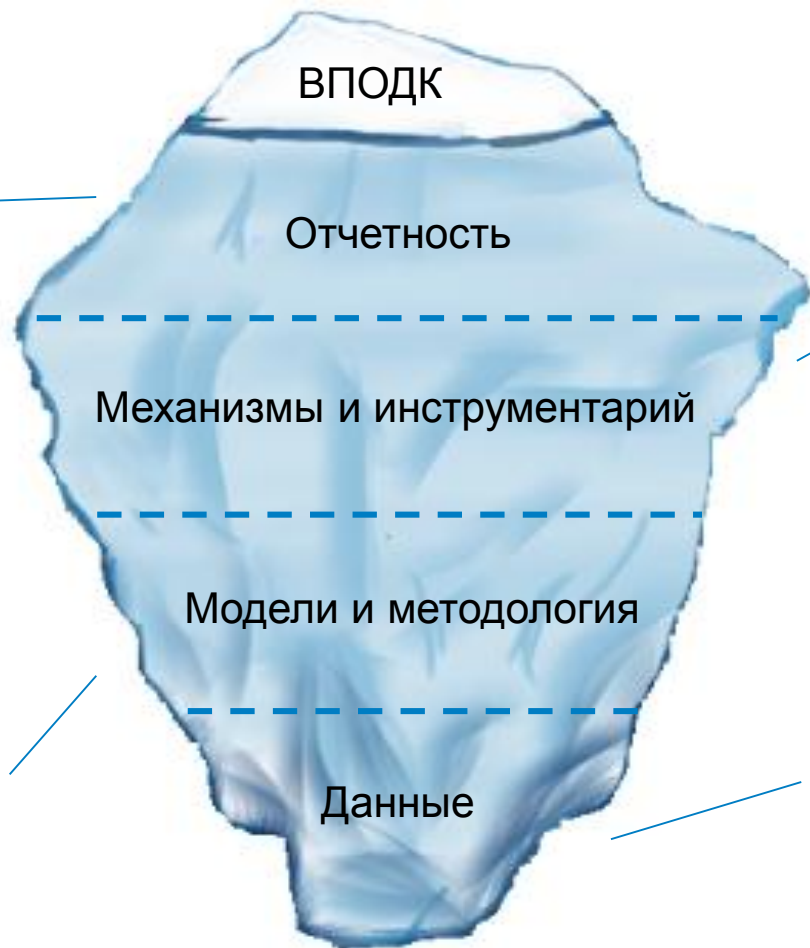 ВПОДК
Отчетность
Механизмы и инструментарий
Модели и методология
Данные